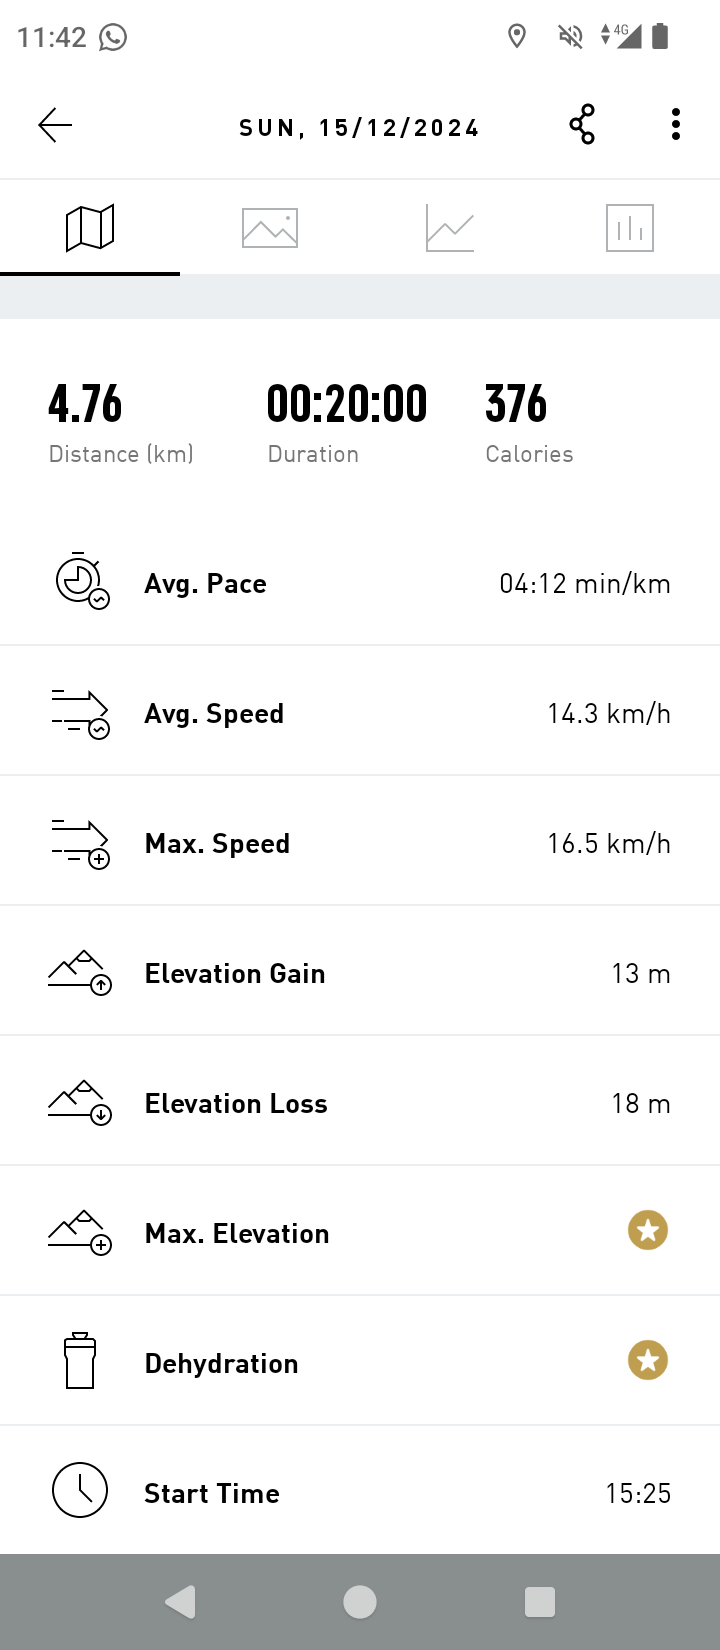 11:42
4G
SUN, 15/12/2024
4.76 00:20:00 376
Distance (km) Duration Calories
Avg. Pace 04:12 min/km
Avg. Speed 14.3 km/h
Max. Speed 16.5 km/h
Elevation Gain 13 m
Elevation Loss 18 m
Max. Elevation
Dehydration
Start Time 15:25